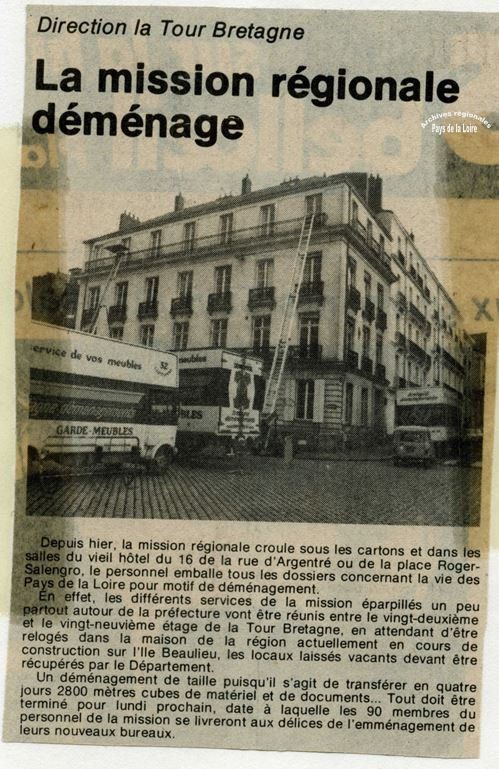 Direction la Tour Bretagne
La mission régionale
déménage
Archives régionales
Pays de la Loire
service de vos meubles
52
GARDE-MEUBLES
MEUBLES
Depuis hier, la mission régionale croule sous les cartons et dans les
salles du vieil hôtel du 16 de la rue d'Argentré ou de la place Roger-
Salengro, le personnel emballe tous les dossiers concernant la vie des
Pays de la Loire pour motif de déménagement.
En effet, les différents services de la mission éparpillés un peu
partout autour de la préfecture vont être réunis entre le vingt-deuxième
et le vingt-neuvième étage de la Tour Bretagne, en attendant d'être
relogés dans la maison de la région actuellement en cours de
construction sur l'Ile Beaulieu, les locaux laissés vacants devant être
récupérés par le Département.
Un déménagement de taille puisqu'il s'agit de transférer en quatre
jours 2800 mètres cubes de matériel et de documents... Tout doit être
terminé pour lundi prochain, date à laquelle les 90 membres du
personnel de la mission se livreront aux délices de l'emménagement de
leurs nouveaux bureaux.